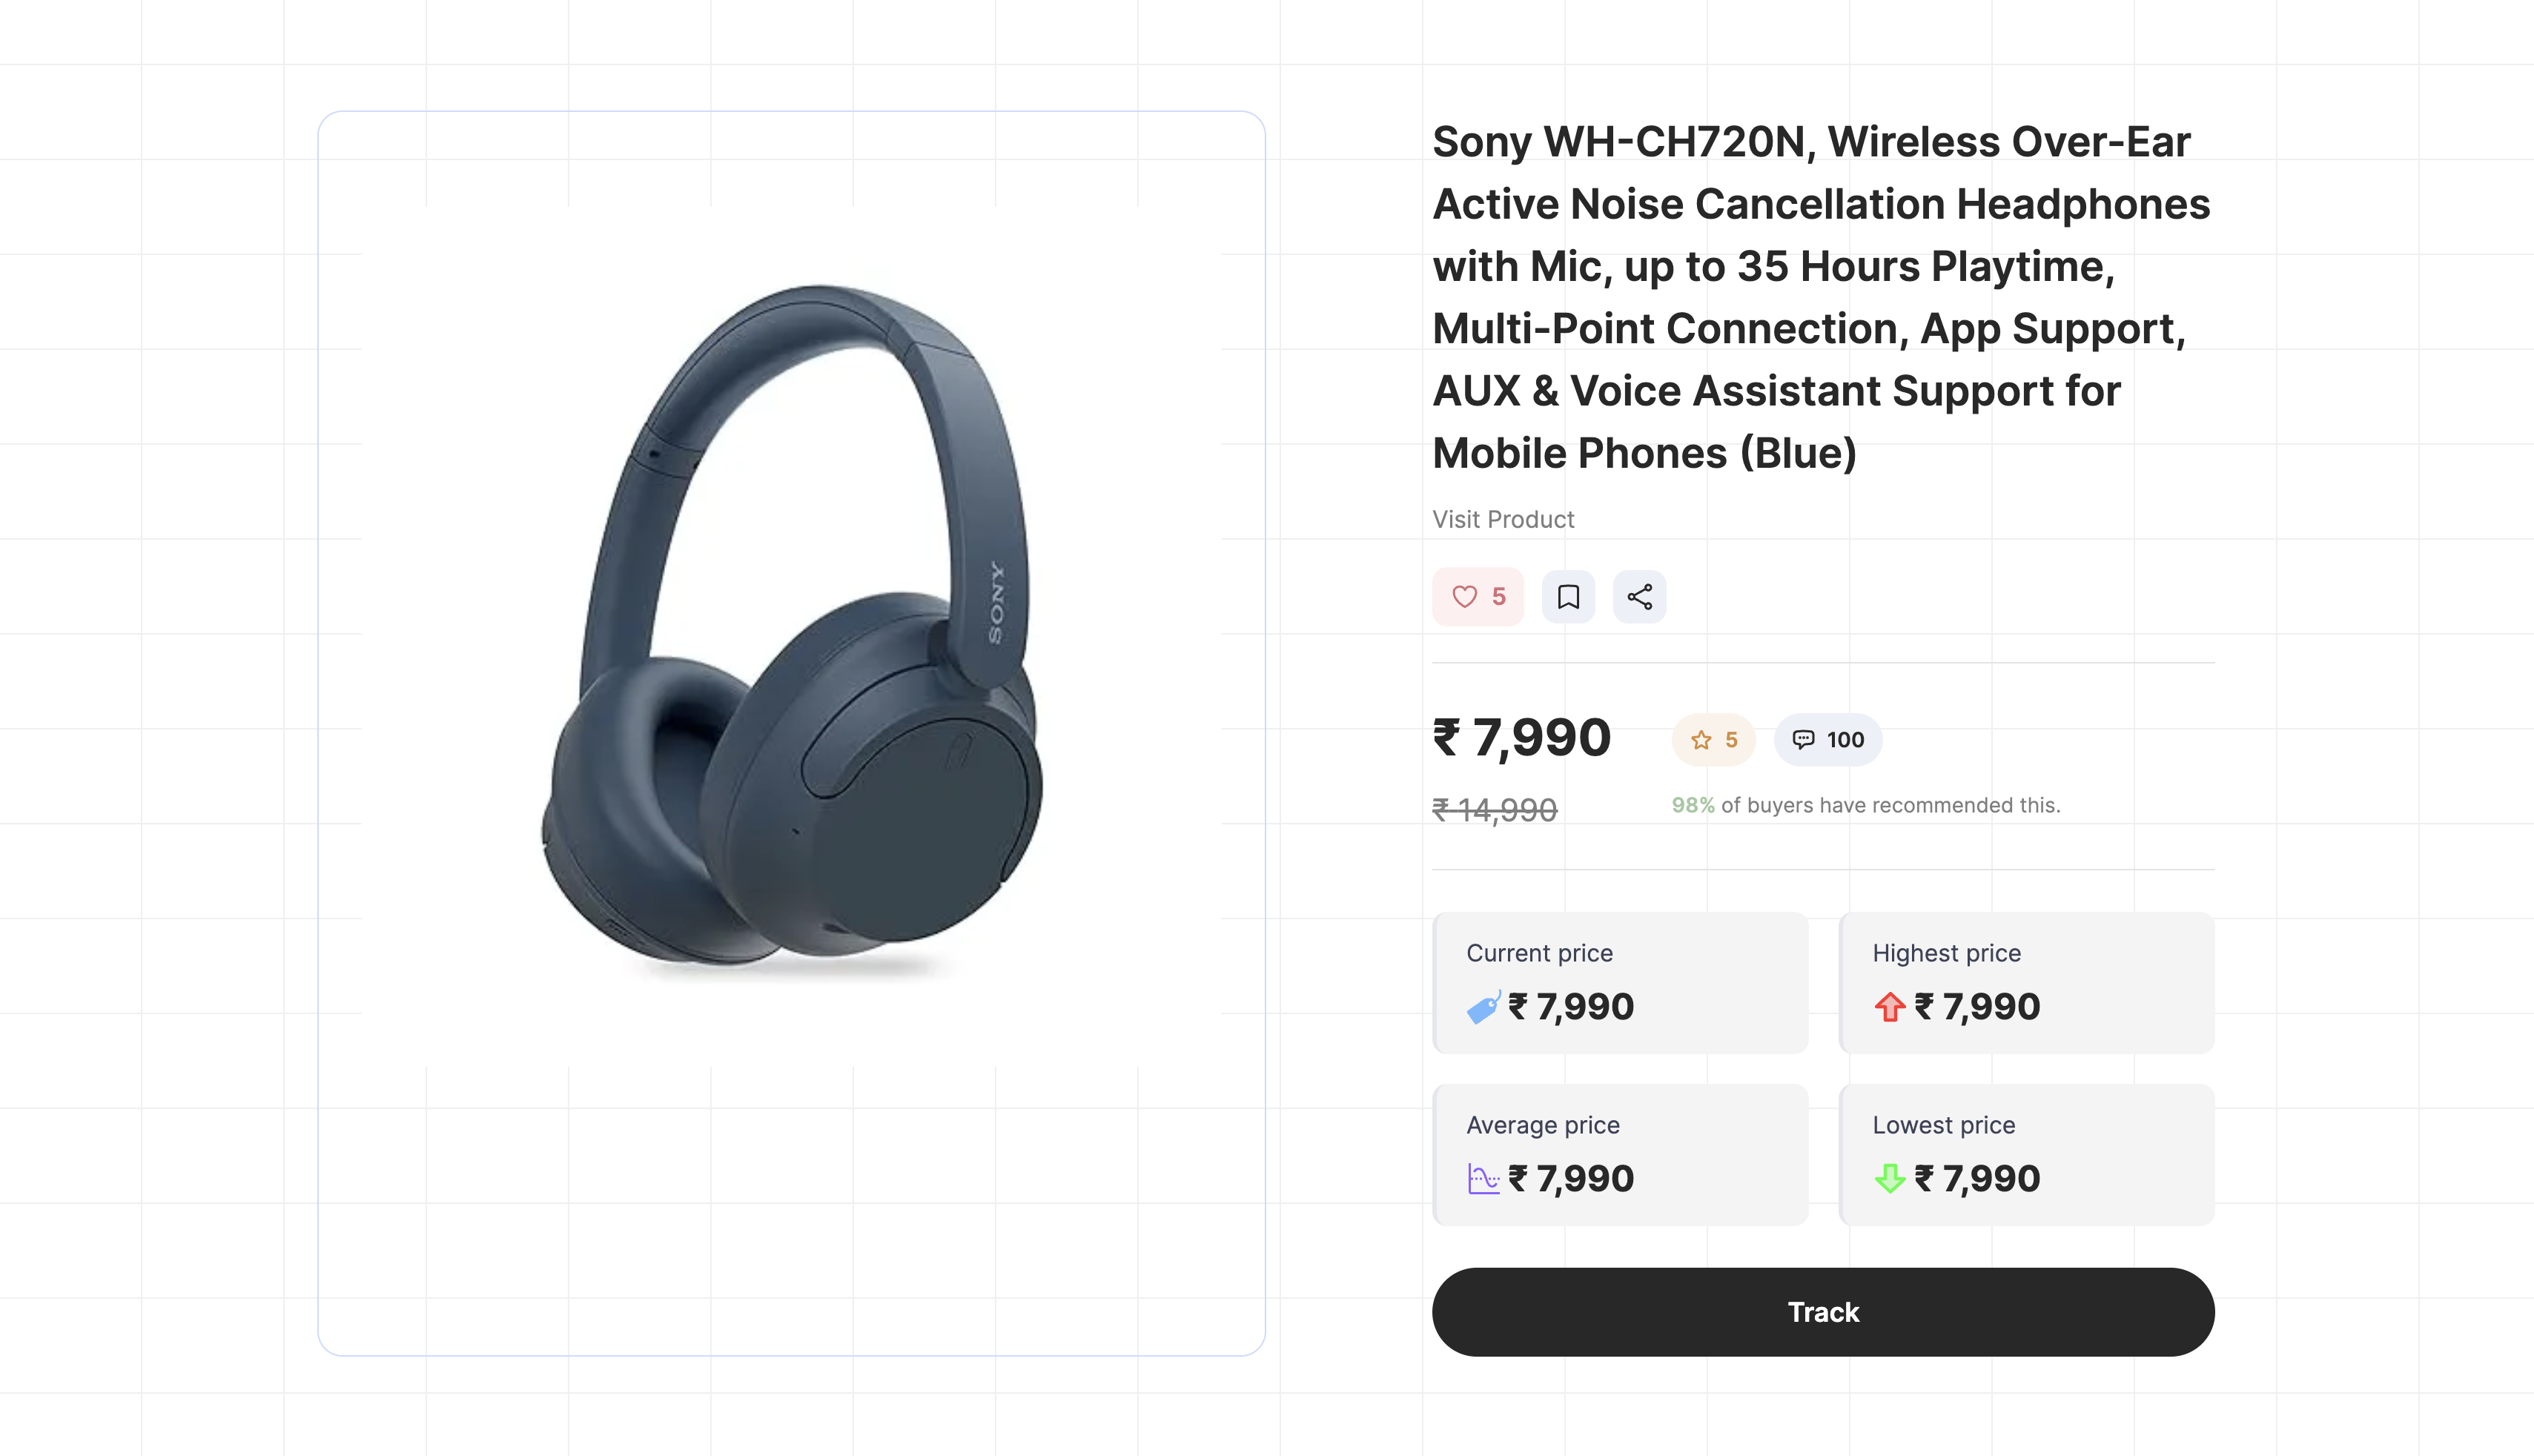 SONY
Sony WH-CH720N, Wireless Over-Ear
Active Noise Cancellation Headphones
with Mic, up to 35 Hours Playtime,
Multi-Point Connection, App Support,
AUX & Voice Assistant Support for
Mobile Phones (Blue)
Visit Product
5
₹ 7,990
5
100
₹ 14,990
98% of buyers have recommended this.
Current price
₹ 7,990
Highest price
₹ 7,990
Average price
₹ 7,990
Lowest price
₹ 7,990
Track